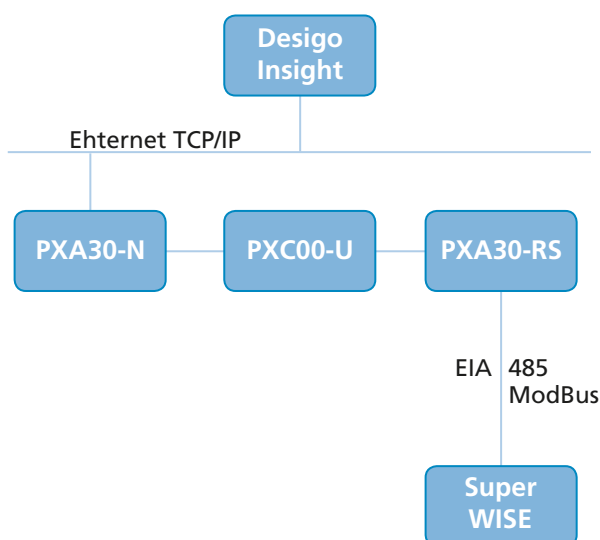 Desigo
Insight
Ehternet TCP/IP
PXA30-N
PXC00-U
PXA30-RS
EIA 485
ModBus
Super
WISE